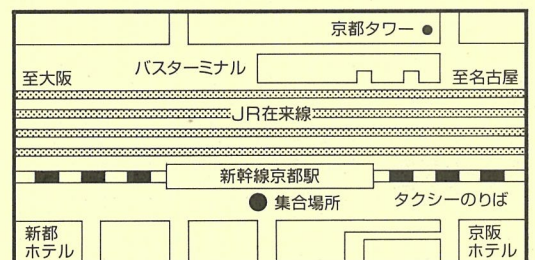 京都タワー
バスターミナル
至大阪
至名古屋
JR在来線
新幹線京都駅
集合場所
タクシーのりば
新都
ホテル
京阪
ホテル